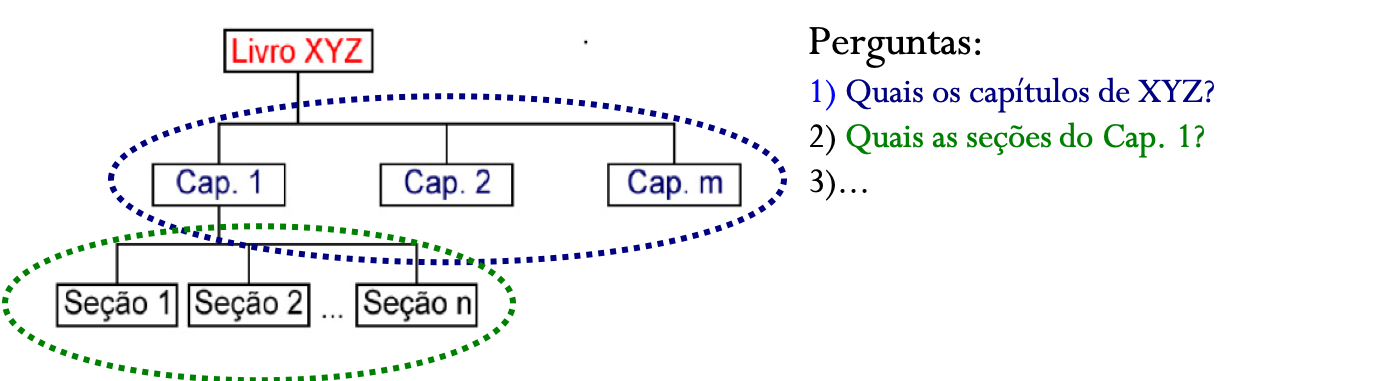 Livro XYZ
Cap. 1
Cap. 2
Cap. m
Seção 1
Seção 2
...
Seção n
Perguntas:
1) Quais os capítulos de XYZ?
2) Quais as seções do Cap. 1?
3)...